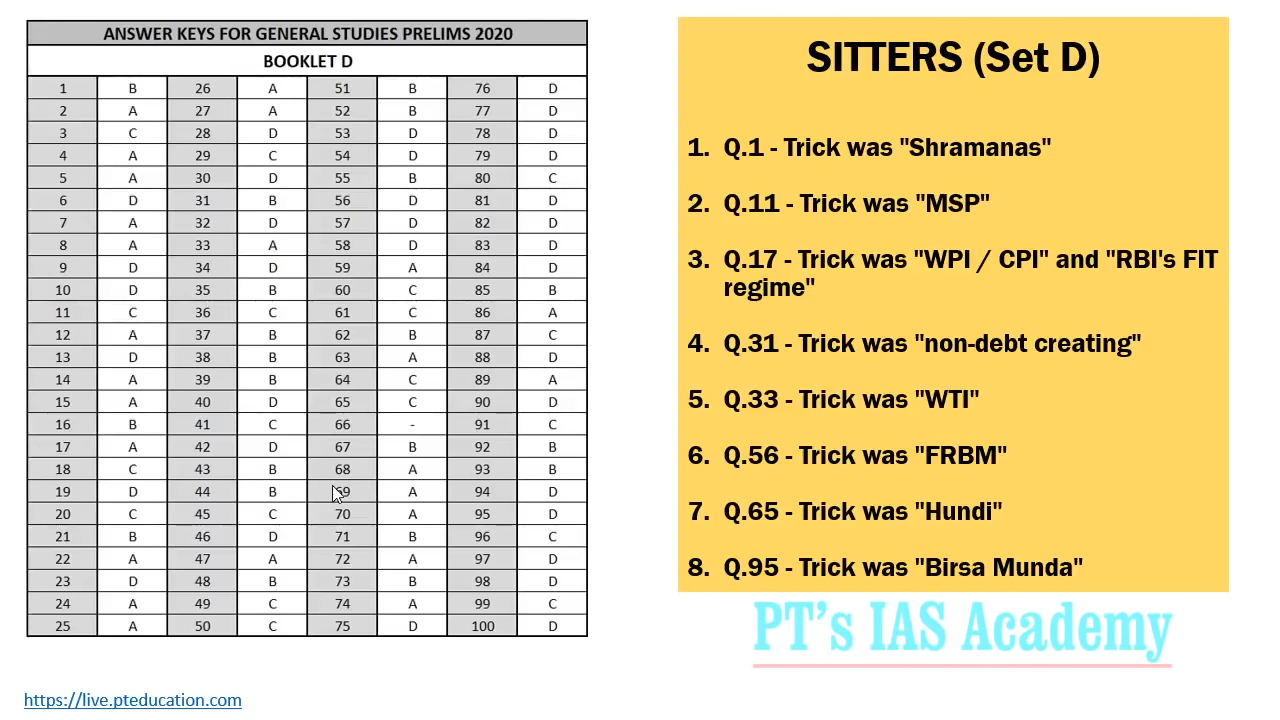 ANSWER KEYS FOR GENERAL STUDIES PRELIMS 2020
BOOKLET D
1 B 26 A 51 B 76 D
2 A 27 A 52 B 77 D
3 C 28 D 53 D 78 D
4 A 29 C 54 D 79 D
5 A 30 D 55 B 80 C
6 D 31 B 56 D 81 D
7 A 32 D 57 D 82 D
8 A 33 A 58 D 83 D
9 D 34 D 59 A 84 D
10 D 35 B 60 C 85 B
11 C 36 C 61 C 86 A
12 A 37 B 62 B 87 C
13 D 38 B 63 A 88 D
14 A 39 B 64 C 89 A
15 A 40 D 65 C 90 D
16 B 41 C 66 - 91 C
17 A 42 D 67 B 92 B
18 C 43 B 68 A 93 B
19 D 44 B 69 A 94 D
20 C 45 C 70 A 95 D
21 B 46 D 71 B 96 C
22 A 47 A 72 A 97 D
23 D 48 B 73 B 98 D
24 A 49 C 74 A 99 C
25 A 50 C 75 D 100 D
SITTERS (Set D)
1. Q.1 - Trick was "Shramanas"
2. Q.11 - Trick was "MSP"
3. Q.17 - Trick was "WPI / CPI" and "RBI's FIT
regime"
4. Q.31 - Trick was "non-debt creating"
5. Q.33 - Trick was "WTI"
6. Q.56 - Trick was "FRBM"
7. Q.65 - Trick was "Hundi"
8. Q.95 - Trick was "Birsa Munda"
PT's IAS Academy
https://live.pteducation.com